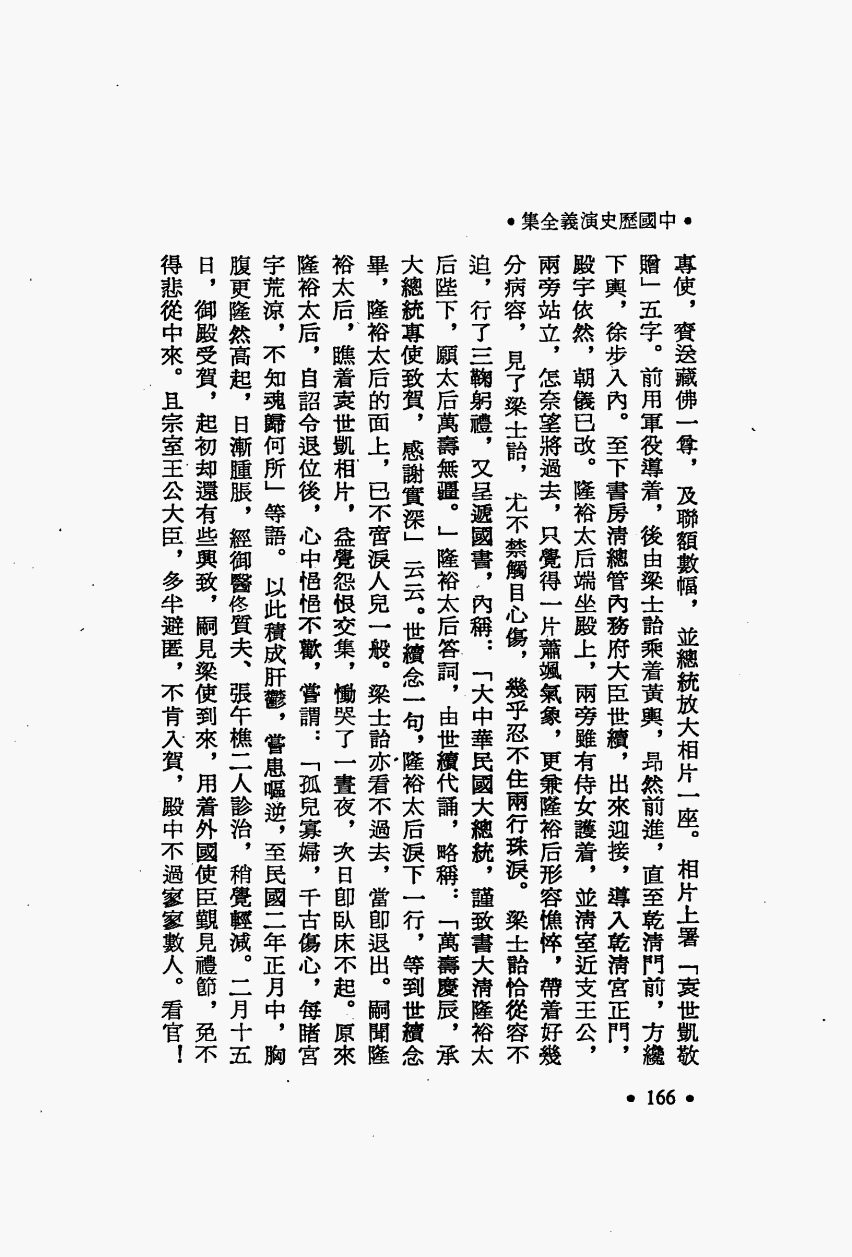 •中國歷史演義全集•
專使，賚送藏佛一尊，及聯額數幅，並總統放大相片一座。相片上署「袁世凱敬
贈」五字。前用軍役導着，後由梁士詒乘着黃輿，昂然前進，直至乾清門前，方纔
下輿，徐步入內。至下書房清總管內務府大臣世續，出來迎接，導入乾清宮正門，
殿宇依然，朝儀已改。隆裕太后端坐殿上，兩旁雖有侍女護着，並清室近支王公，
兩旁站立，怎奈望將過去，只覺得一片蕭颯氣象，更兼隆裕后形容憔悴，帶着好幾
分病容，見了梁士詒，尤不禁觸目心傷，幾乎忍不住兩行珠淚。梁士詒恰從容不
迫，行了三鞠躬禮，又呈遞國書，內稱：「大中華民國大總統，謹致書大清隆裕太
后陛下，願太后萬壽無疆。」隆裕太后答詞，由世續代誦，略稱：「萬壽慶辰，承
大總統專使致賀，感謝實深」云云。世續念一句，隆裕太后淚下一行，等到世續念
畢，隆裕太后的面上，已不啻淚人兒一般。梁士詒亦看不過去，當卽退出。嗣聞隆
裕太后，瞧着袁世凱相片，益覺怨恨交集，慟哭了一晝夜，次日卽臥床不起。原來
隆裕太后，自詔令退位後，心中悒悒不歡，嘗謂：「孤兒寡婦，千古傷心，每睹宮
宇荒涼，不知魂歸何所」等語。以此積成肝鬱，嘗患嘔逆，至民國二年正月中，胸
腹更隆然高起，日漸腫脹，經御醫佟質夫、張午樵二人診治，稍覺輕減。二月十五
日，御殿受賀，起初却還有些興致，嗣見梁使到來，用着外國使臣覲見禮節，免不
得悲從中來。且宗室王公大臣，多半避匿，不肯入賀，殿中不過寥寥數人。看官！
•166•